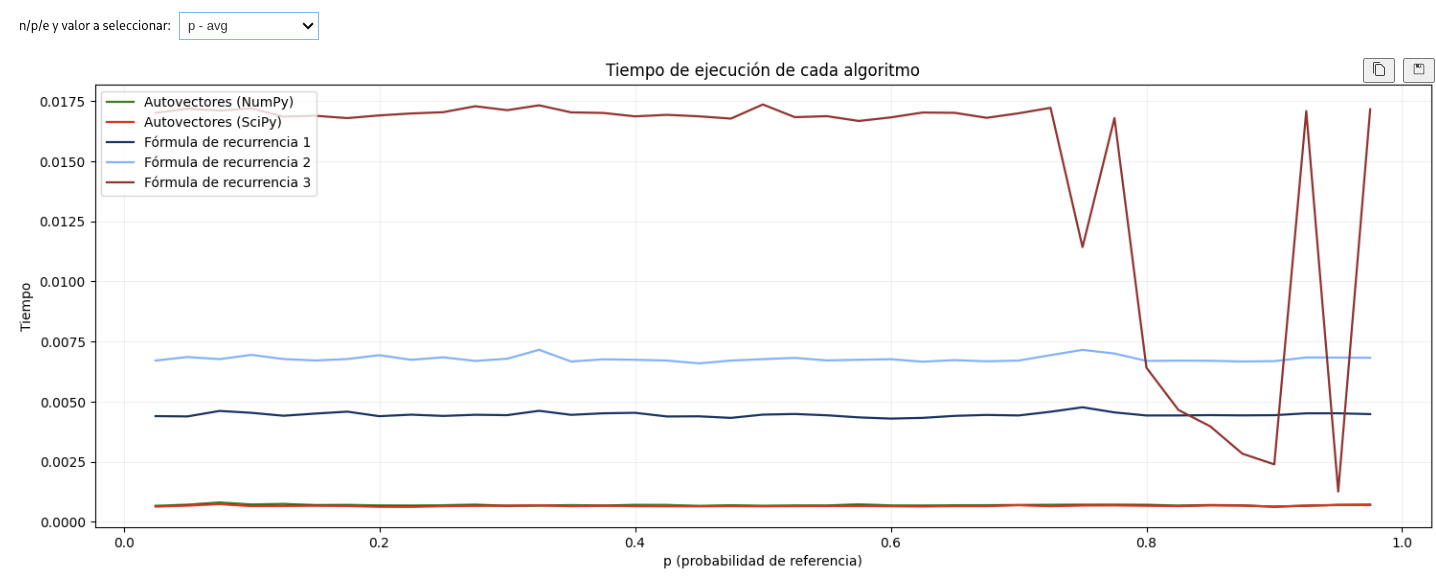 n/p/e y valor a seleccionar: p - avg
Tiempo de ejecución de cada algoritmo
Autovectores (NumPy)
Autovectores (SciPy)
Fórmula de recurrencia 1
Fórmula de recurrencia 2
Fórmula de recurrencia 3
0.0175
0.0150
0.0125
0.0100
0.0075
0.0050
0.0025
0.0000
Tiempo
0.0 0.2 0.4 0.6 0.8 1.0
p (probabilidad de referencia)